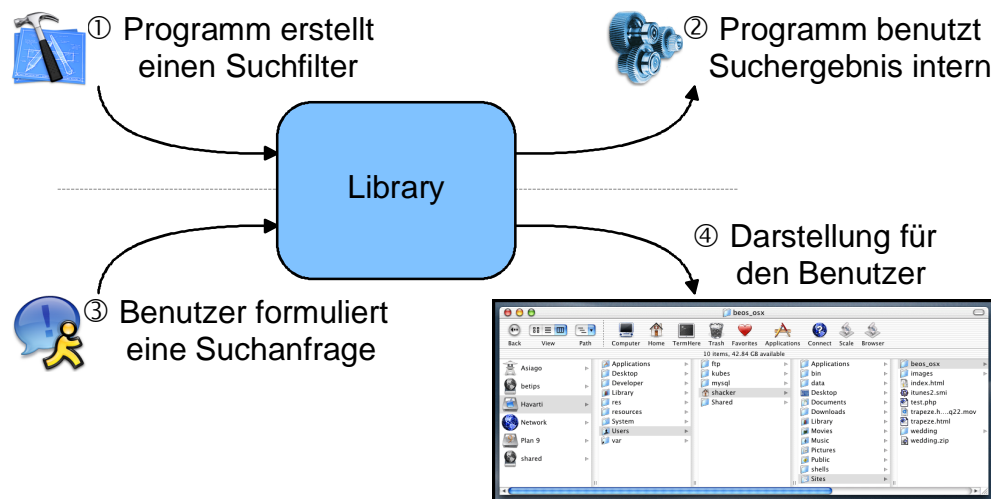 ① Programm erstellt
einen Suchfilter
② Programm benutzt
Suchergebnis intern
Library
③ Benutzer formuliert
eine Suchanfrage
④ Darstellung für
den Benutzer
beos_osx
Back View Path Computer Home TermHere Trash Favorites Applications Connect Scale Browser
10 items, 42.84 GB available
Asiago
betips
Havarti
Network
Plan 9
shared
Applications
Desktop
Developer
Library
res
resources
System
Users
var
ftp
kubes
mysql
shacker
Shared
Applications
bin
data
Desktop
Documents
Downloads
Library
Movies
Music
Pictures
Public
shells
Sites
beos_osx
images
index.html
itunes2.smi
test.php
trapeze.h....q22.mov
trapeze.html
wedding
wedding.zip